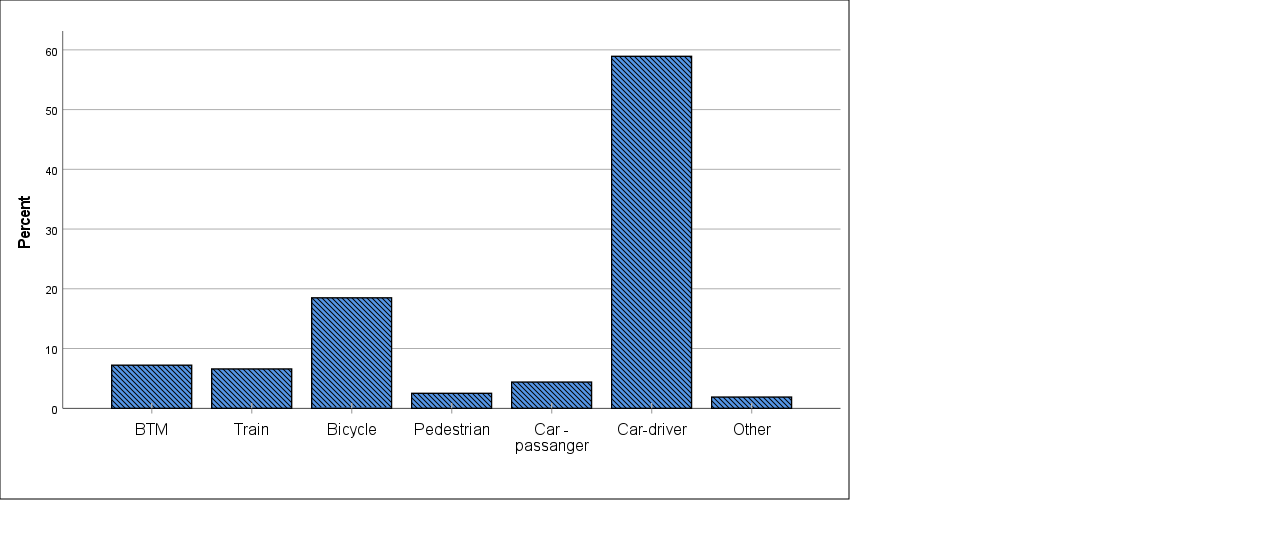 Percent
60
50
40
30
20
10
0
BTM
Train
Bicycle
Pedestrian
Car -
passanger
Car-driver
Other